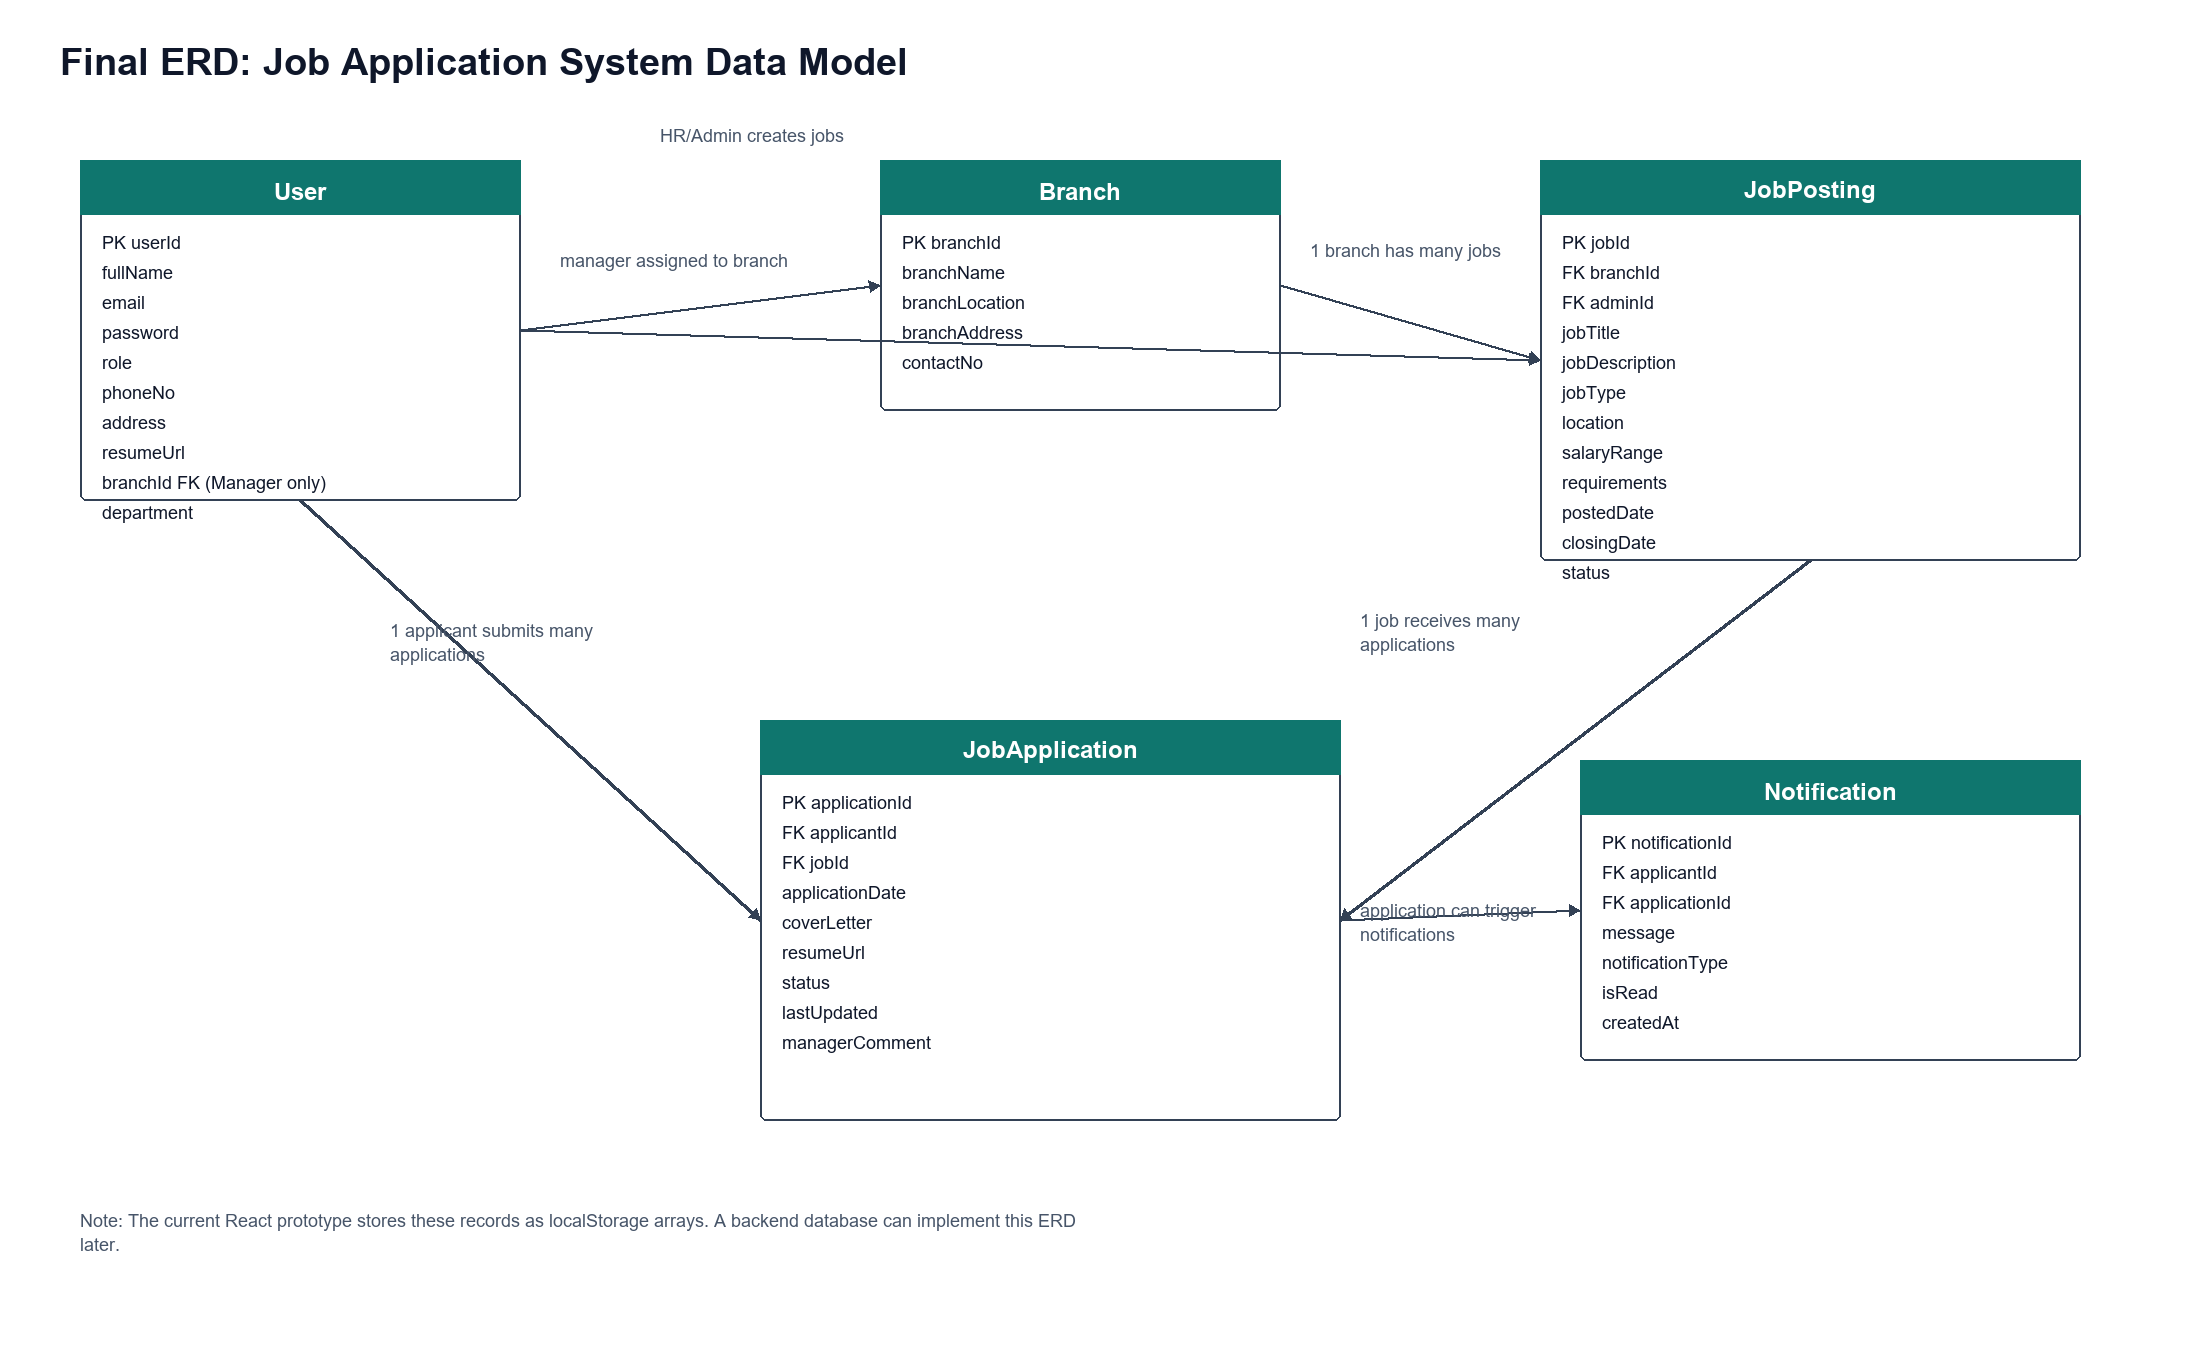 Final ERD: Job Application System Data Model
HR/Admin creates jobs
User
PK userId
fullName
email
password
role
phoneNo
address
resumeUrl
branchId FK (Manager only)
department
manager assigned to branch
Branch
PK branchId
branchName
branchLocation
branchAddress
contactNo
1 branch has many jobs
JobPosting
PK jobId
FK branchId
FK adminId
jobTitle
jobDescription
jobType
location
salaryRange
requirements
postedDate
closingDate
status
1 applicant submits many
applications
1 job receives many
applications
JobApplication
PK applicationId
FK applicantId
FK jobId
applicationDate
coverLetter
resumeUrl
status
lastUpdated
managerComment
application can trigger
notifications
Notification
PK notificationId
FK applicantId
FK applicationId
message
notificationType
isRead
createdAt
Note: The current React prototype stores these records as localStorage arrays. A backend database can implement this ERD
later.